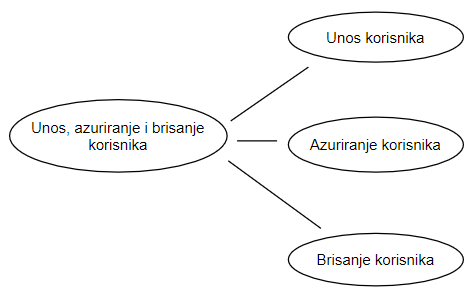 Unos korisnika
Unos, azuriranje i brisanje
korisnika
Azuriranje korisnika
Brisanje korisnika